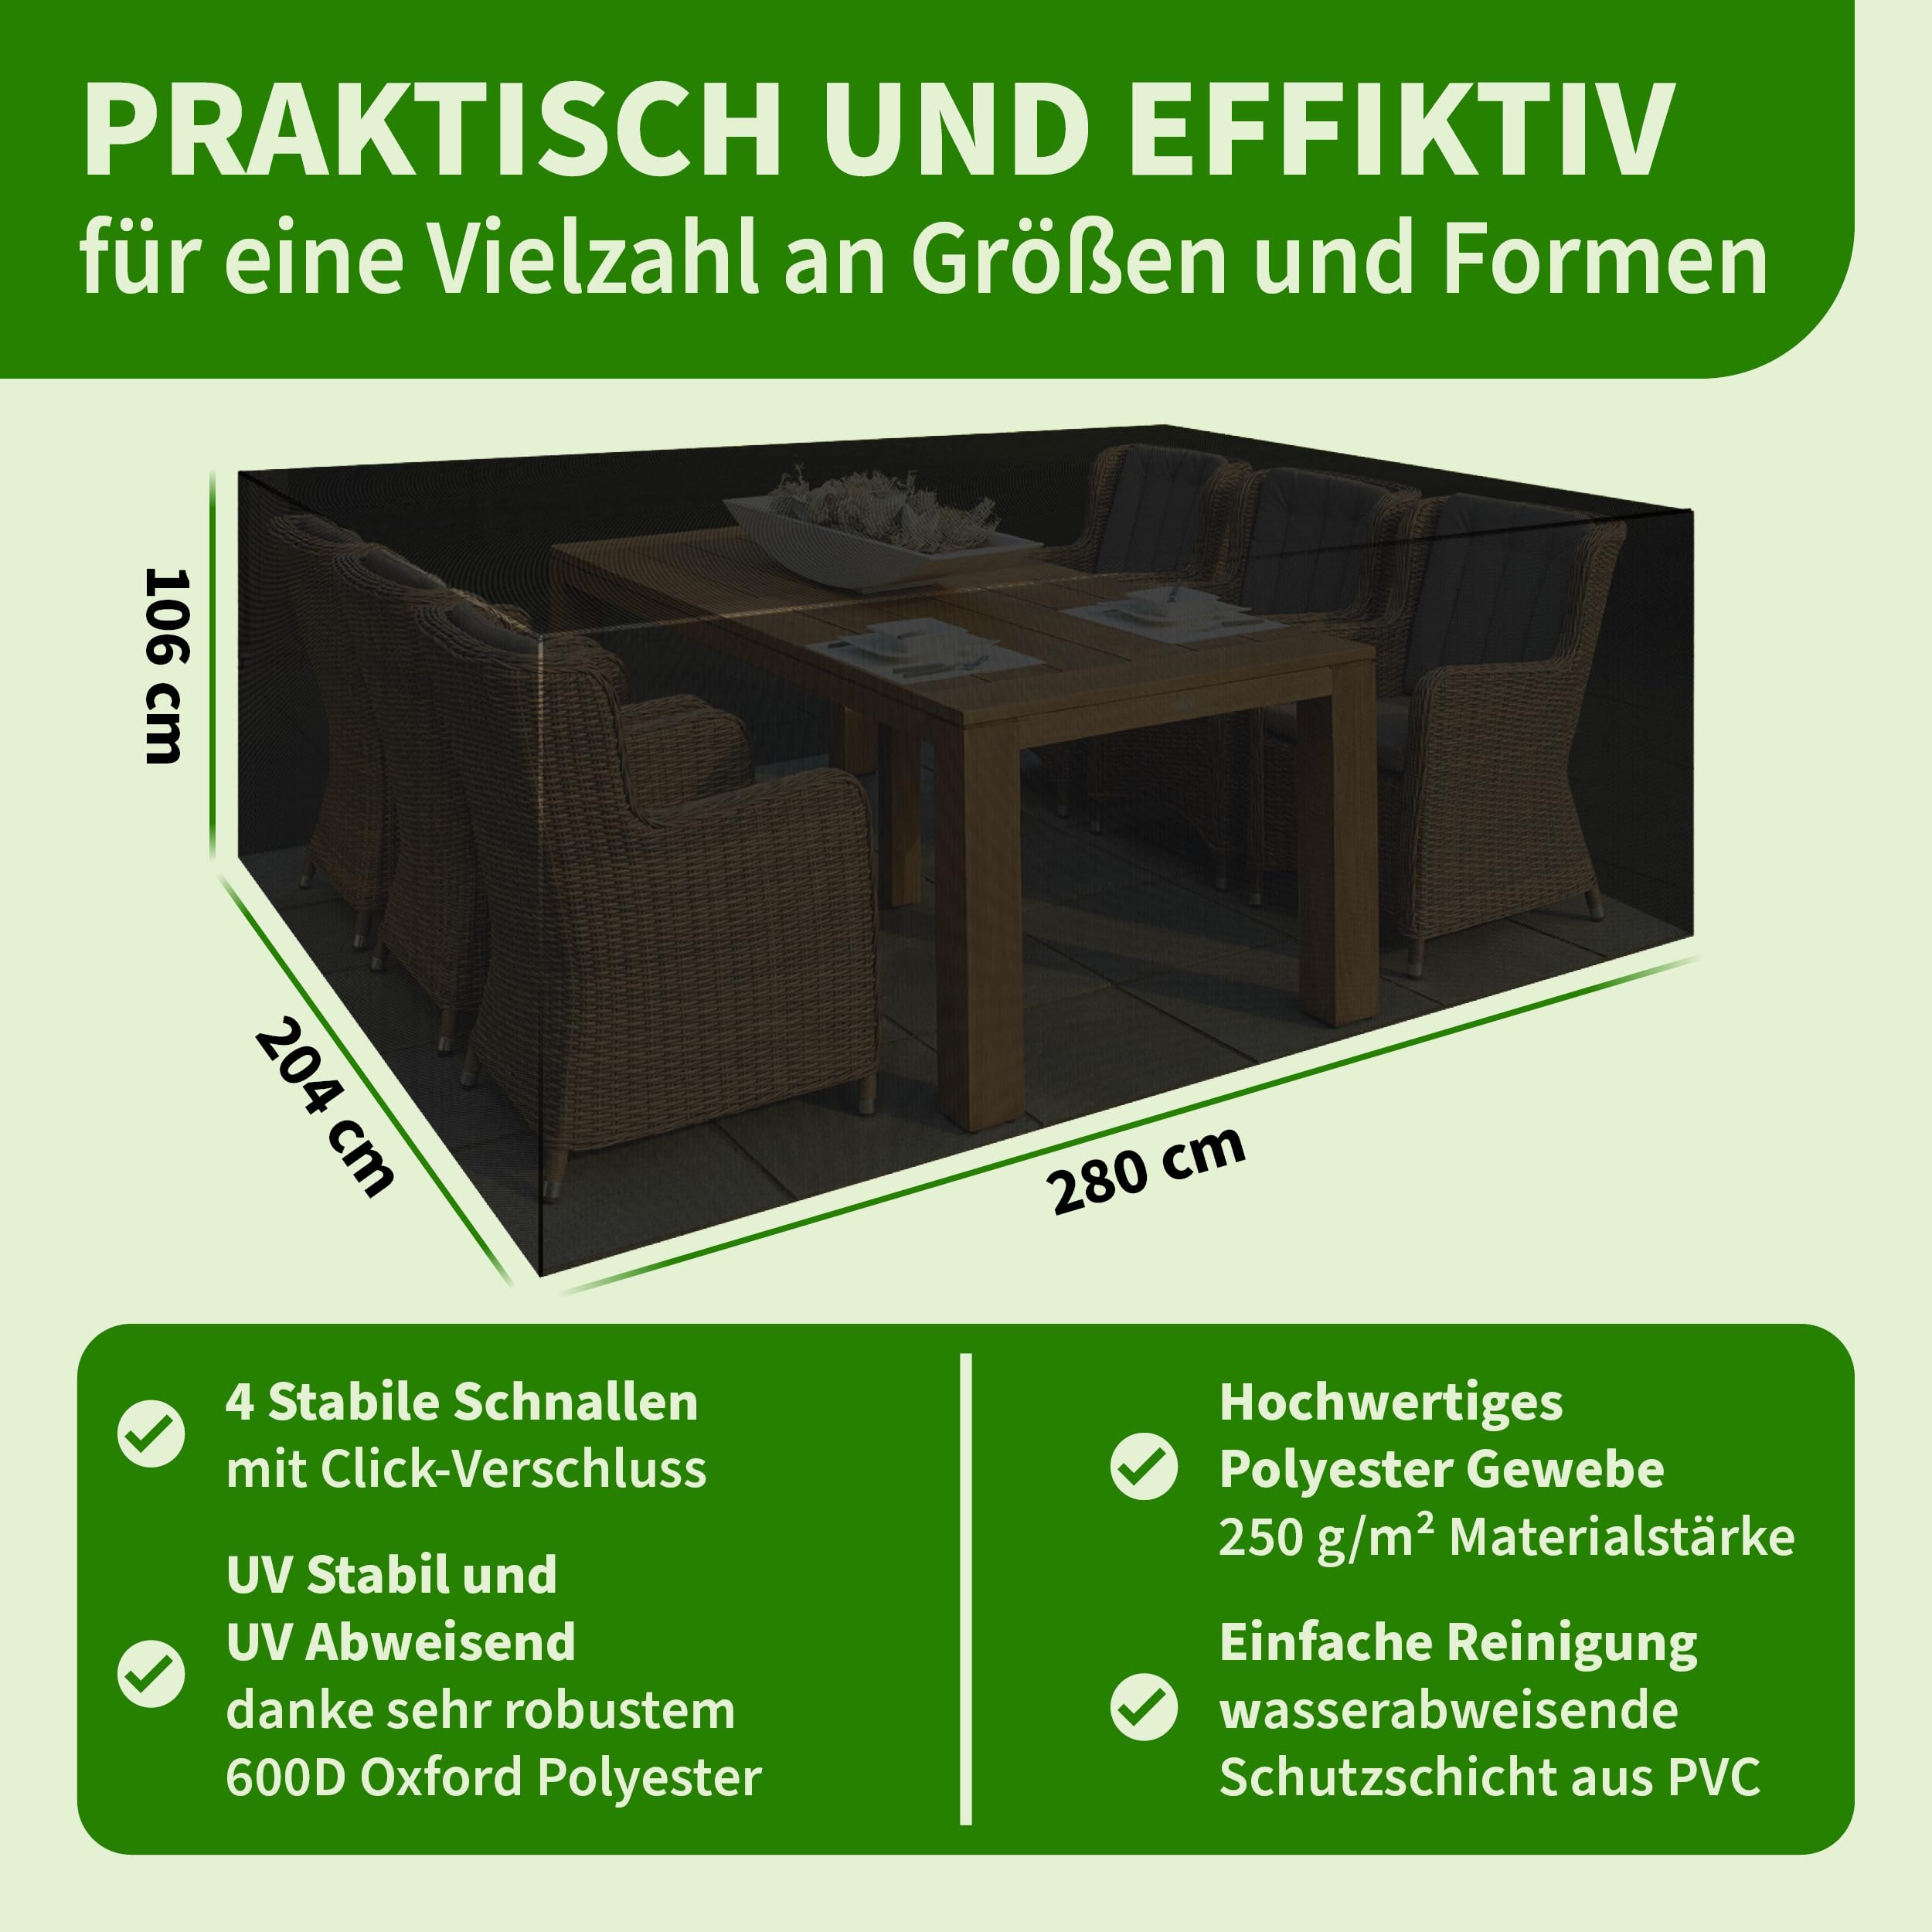 PRAKTISCH UND EFFIKTIV
für eine Vielzahl an Größen und Formen
106 cm
204 cm
280 cm
4 Stabile Schnallen
mit Click-Verschluss
UV Stabil und
UV Abweisend
danke sehr robustem
600D Oxford Polyester
Hochwertiges
Polyester Gewebe
250 g/m² Materialstärke
Einfache Reinigung
wasserabweisende
Schutzschicht aus PVC